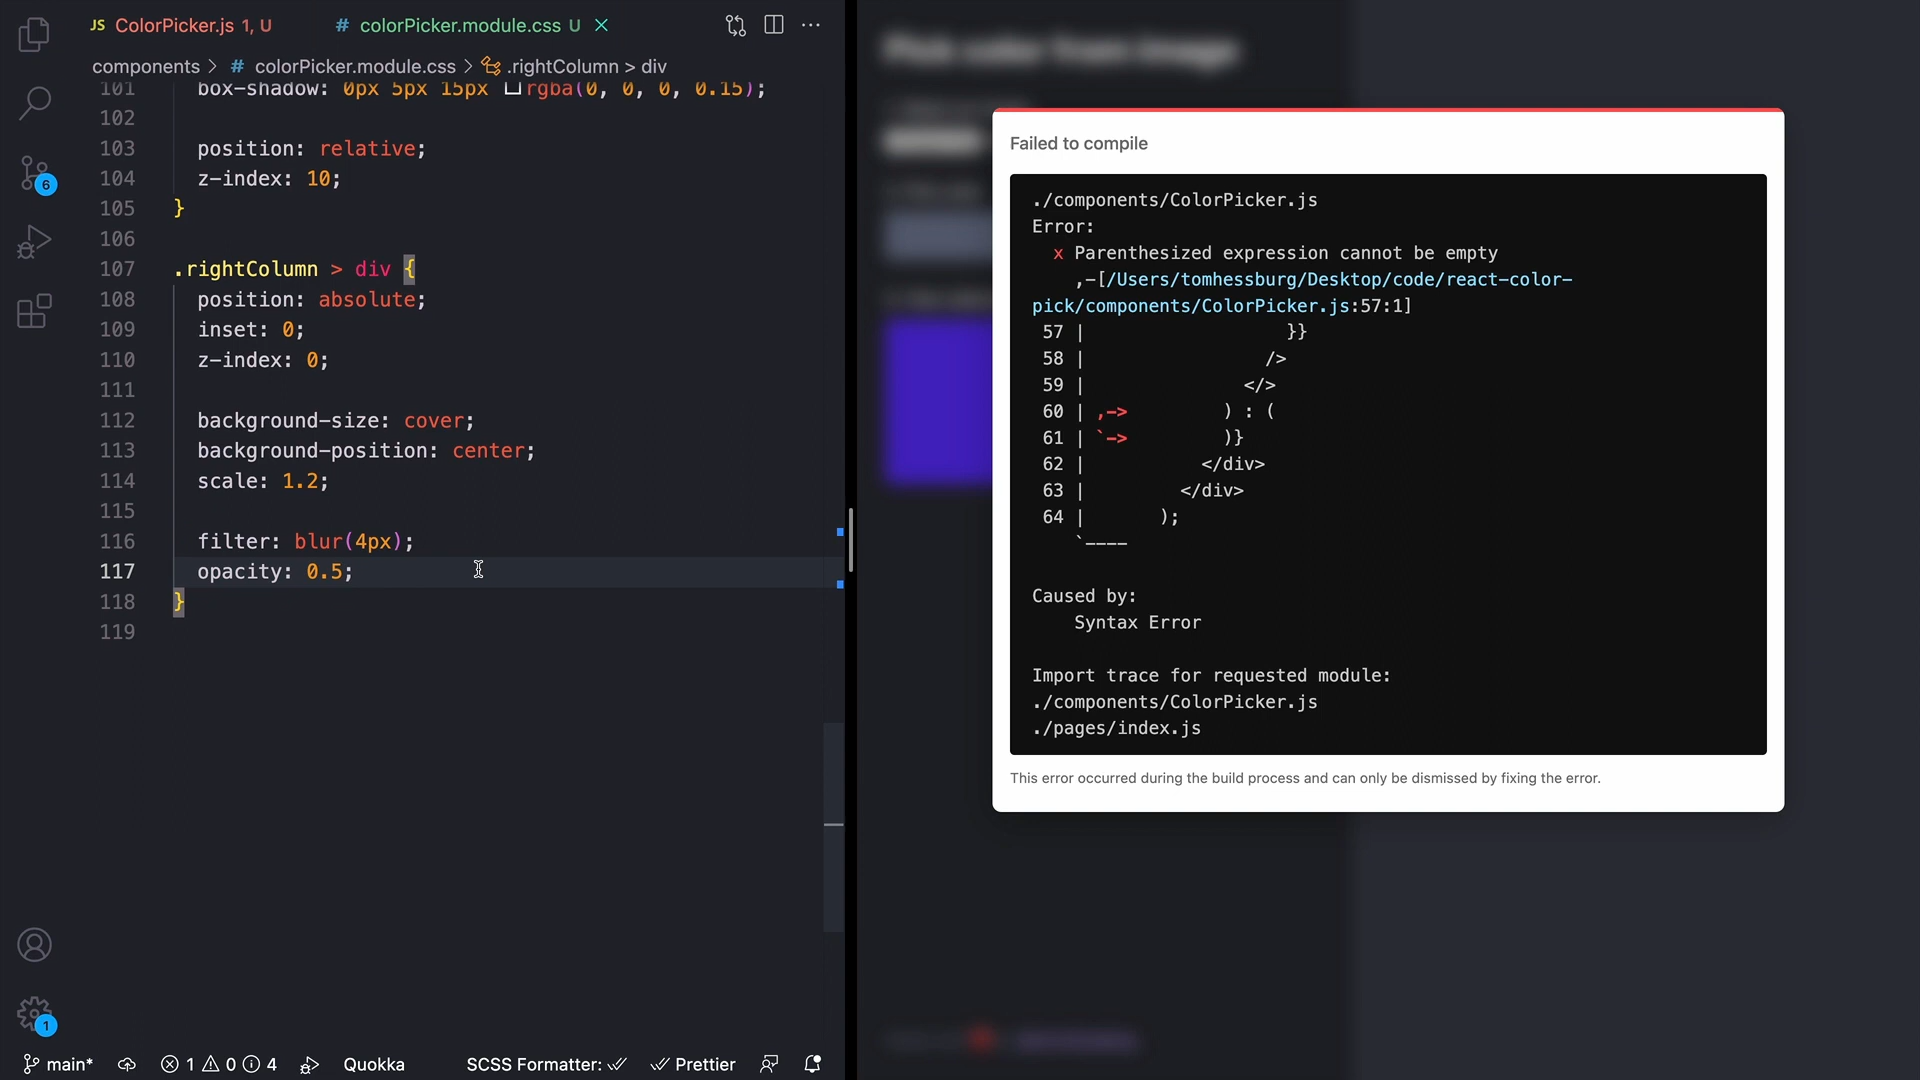 JS ColorPicker.js 1, U
# colorPicker.module.css U
components > # colorPicker.module.css > .rightColumn > div
101 box-shadow: 0px 5px 15px rgba(0, 0, 0, 0.15);
102
103 position: relative;
104 z-index: 10;
105 }
106
107 .rightColumn > div {
108 position: absolute;
109 inset: 0;
110 z-index: 0;
111
112 background-size: cover;
113 background-position: center;
114 scale: 1.2;
115
116 filter: blur(4px);
117 opacity: 0.5;
118 }
119
6
1
main*
1 0 4
Quokka
SCSS Formatter:
Prettier
Pick color from image
Failed to compile
./components/ColorPicker.js
Error:
x Parenthesized expression cannot be empty
,-[/Users/tomhessburg/Desktop/code/react-color-
pick/components/ColorPicker.js:57:1]
57 | }}
58 | />
59 | </>
60 | ,-> ) : (
61 | `-> )}
62 | </div>
63 | </div>
64 | );
`----
Caused by:
Syntax Error
Import trace for requested module:
./components/ColorPicker.js
./pages/index.js
This error occurred during the build process and can only be dismissed by fixing the error.